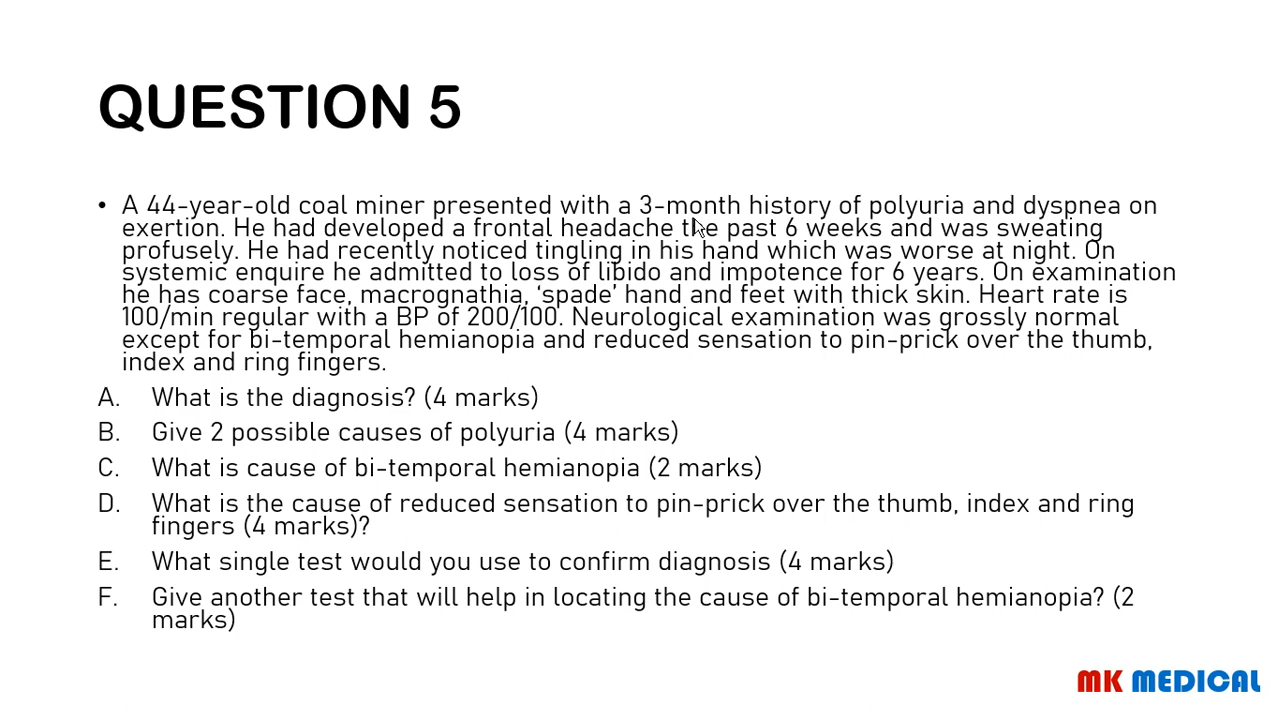 QUESTION 5
• A 44-year-old coal miner presented with a 3-month history of polyuria and dyspnea on
exertion. He had developed a frontal headache the past 6 weeks and was sweating
profusely. He had recently noticed tingling in his hand which was worse at night. On
systemic enquire he admitted to loss of libido and impotence for 6 years. On examination
he has coarse face, macrognathia, ‘spade’ hand and feet with thick skin. Heart rate is
100/min regular with a BP of 200/100. Neurological examination was grossly normal
except for bi-temporal hemianopia and reduced sensation to pin-prick over the thumb,
index and ring fingers.
A. What is the diagnosis? (4 marks)
B. Give 2 possible causes of polyuria (4 marks)
C. What is cause of bi-temporal hemianopia (2 marks)
D. What is the cause of reduced sensation to pin-prick over the thumb, index and ring
fingers (4 marks)?
E. What single test would you use to confirm diagnosis (4 marks)
F. Give another test that will help in locating the cause of bi-temporal hemianopia? (2
marks)
MK MEDICAL